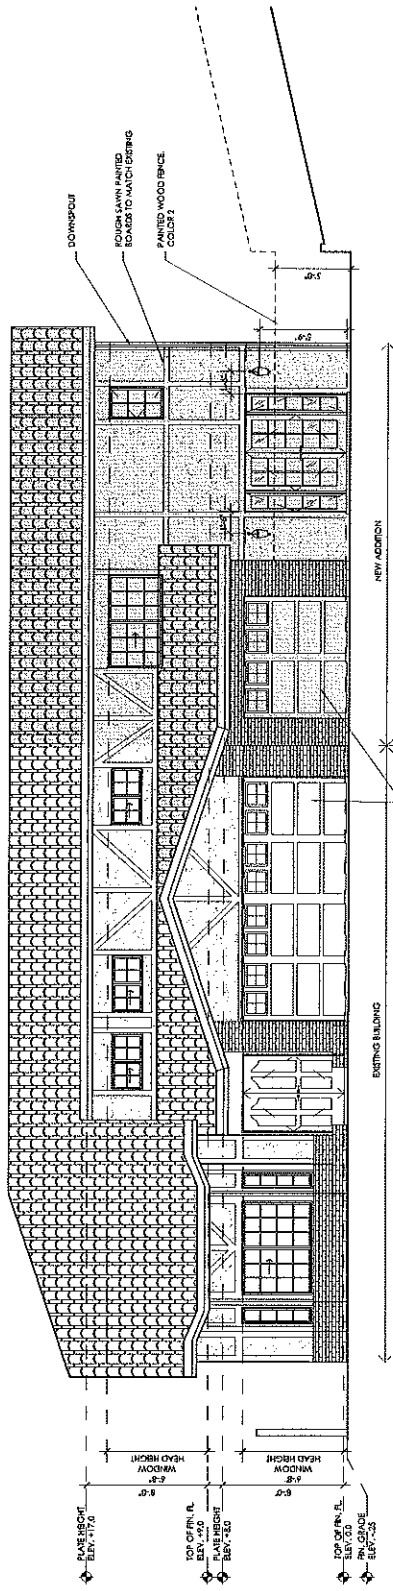 DOWNSPOUT
ROUGH SAWN PAINTED
BOARDS TO MATCH EXISTING
PAINTED WOOD FENCE,
COLOR 2
5'-0"
5'-9"
NEW ADDITION
EXISTING BUILDING
PLATE HEIGHT
ELEV. +17.0
TOP OF FIN. FL.
ELEV. +9.0
PLATE HEIGHT
ELEV. +8.0
TOP OF FIN. FL.
ELEV. 0.0
FIN. GRADE
ELEV. -.25
8'-0"
6'-8"
WINDOW
HEAD HEIGHT
8'-0"
6'-8"
WINDOW
HEAD HEIGHT